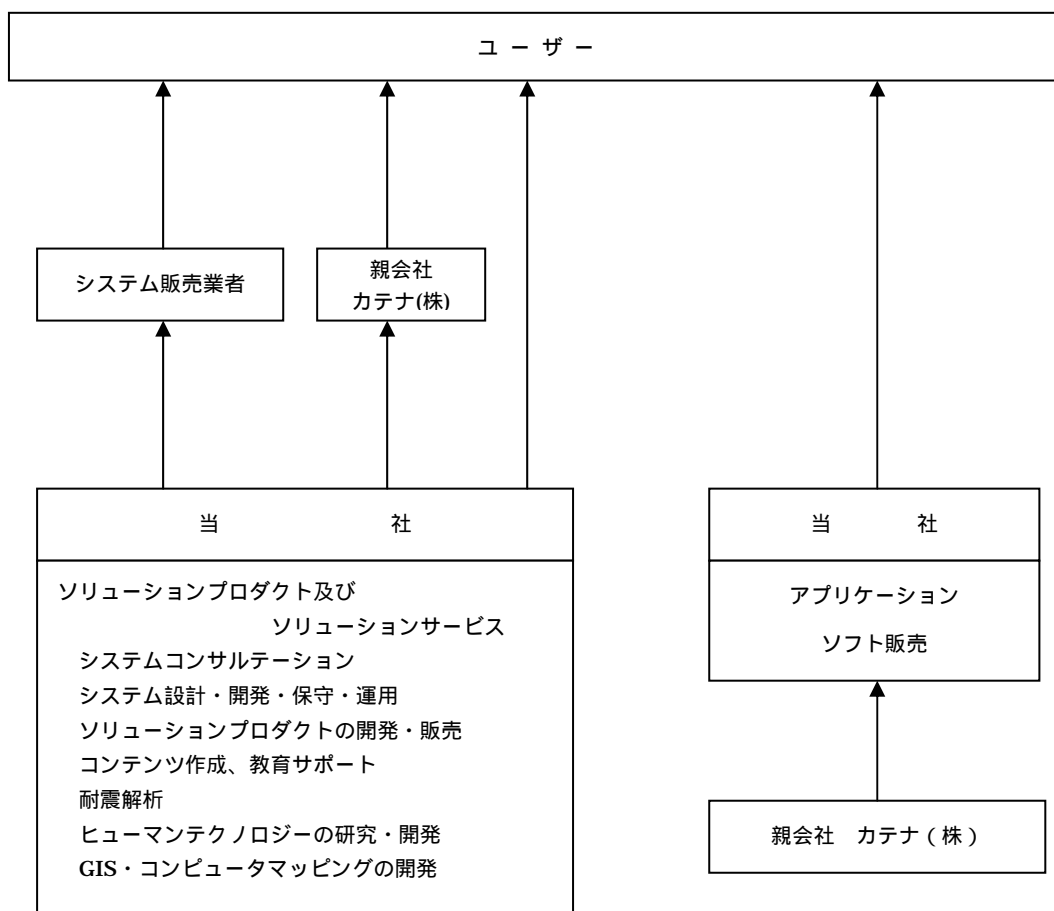 ユ ー ザ ー
システム販売業者
親会社
カテナ(株)
当 社
ソリューションプロダクト及び
ソリューションサービス
システムコンサルテーション
システム設計・開発・保守・運用
ソリューションプロダクトの開発・販売
コンテンツ作成、教育サポート
耐震解析
ヒューマンテクノロジーの研究・開発
GIS・コンピュータマッピングの開発
当 社
アプリケーション
ソフト販売
親会社 カテナ(株)